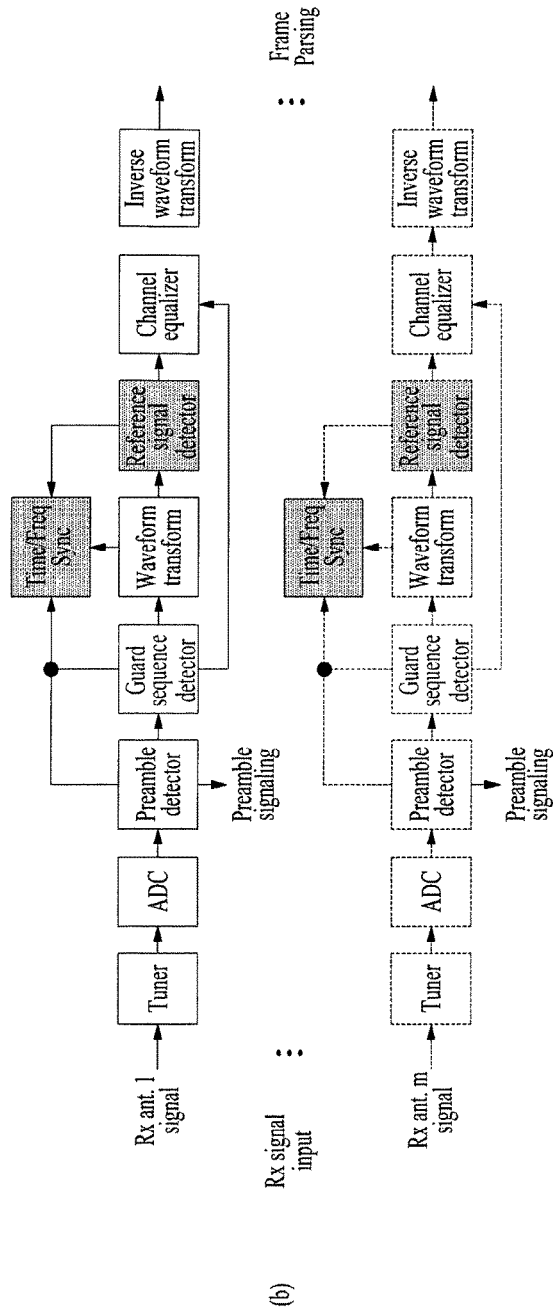 (b)
Rx signal
input
Rx ant. 1
signal
Tuner
ADC
Preamble
detector
Preamble
signaling
Guard
sequence
detector
Time/Freq
Sync
Waveform
transform
Reference
signal
detector
Channel
equalizer
Inverse
waveform
transform
Frame
Parsing
Rx ant. m
signal
Tuner
ADC
Preamble
detector
Preamble
signaling
Guard
sequence
detector
Time/Freq
Sync
Waveform
transform
Reference
signal
detector
Channel
equalizer
Inverse
waveform
transform